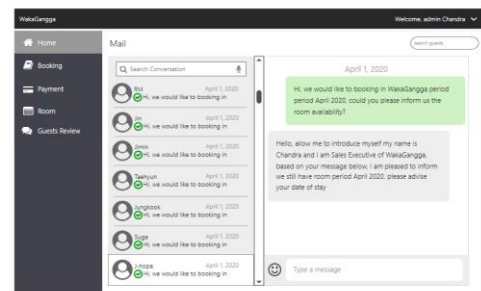 WakaGangga
Welcome, admin Chandra
Home
Booking
Payment
Room
Guests Review
Mail
search guests
Search Conversation
RM April 1, 2020
Hi, we would like to booking in
Jin April 1, 2020
Hi, we would like to booking in
Jimin April 1, 2020
Hi, we would like to booking in
Taehyun April 1, 2020
Hi, we would like to booking in
Jungkook April 1, 2020
Hi, we would like to booking in
Suga April 1, 2020
Hi, we would like to booking in
J-hope April 1, 2020
Hi, we would like to booking in
April 1, 2020
Hi, we would like to booking in WakaGangga period
period April 2020, could you please inform us the
room availability?
Hello, allow me to introduce myself my name is
Chandra and I am Sales Executive of WakaGangga,
based on your message below, I am pleased to inform
we still have room period April 2020, please advise
your date of stay
Type a message